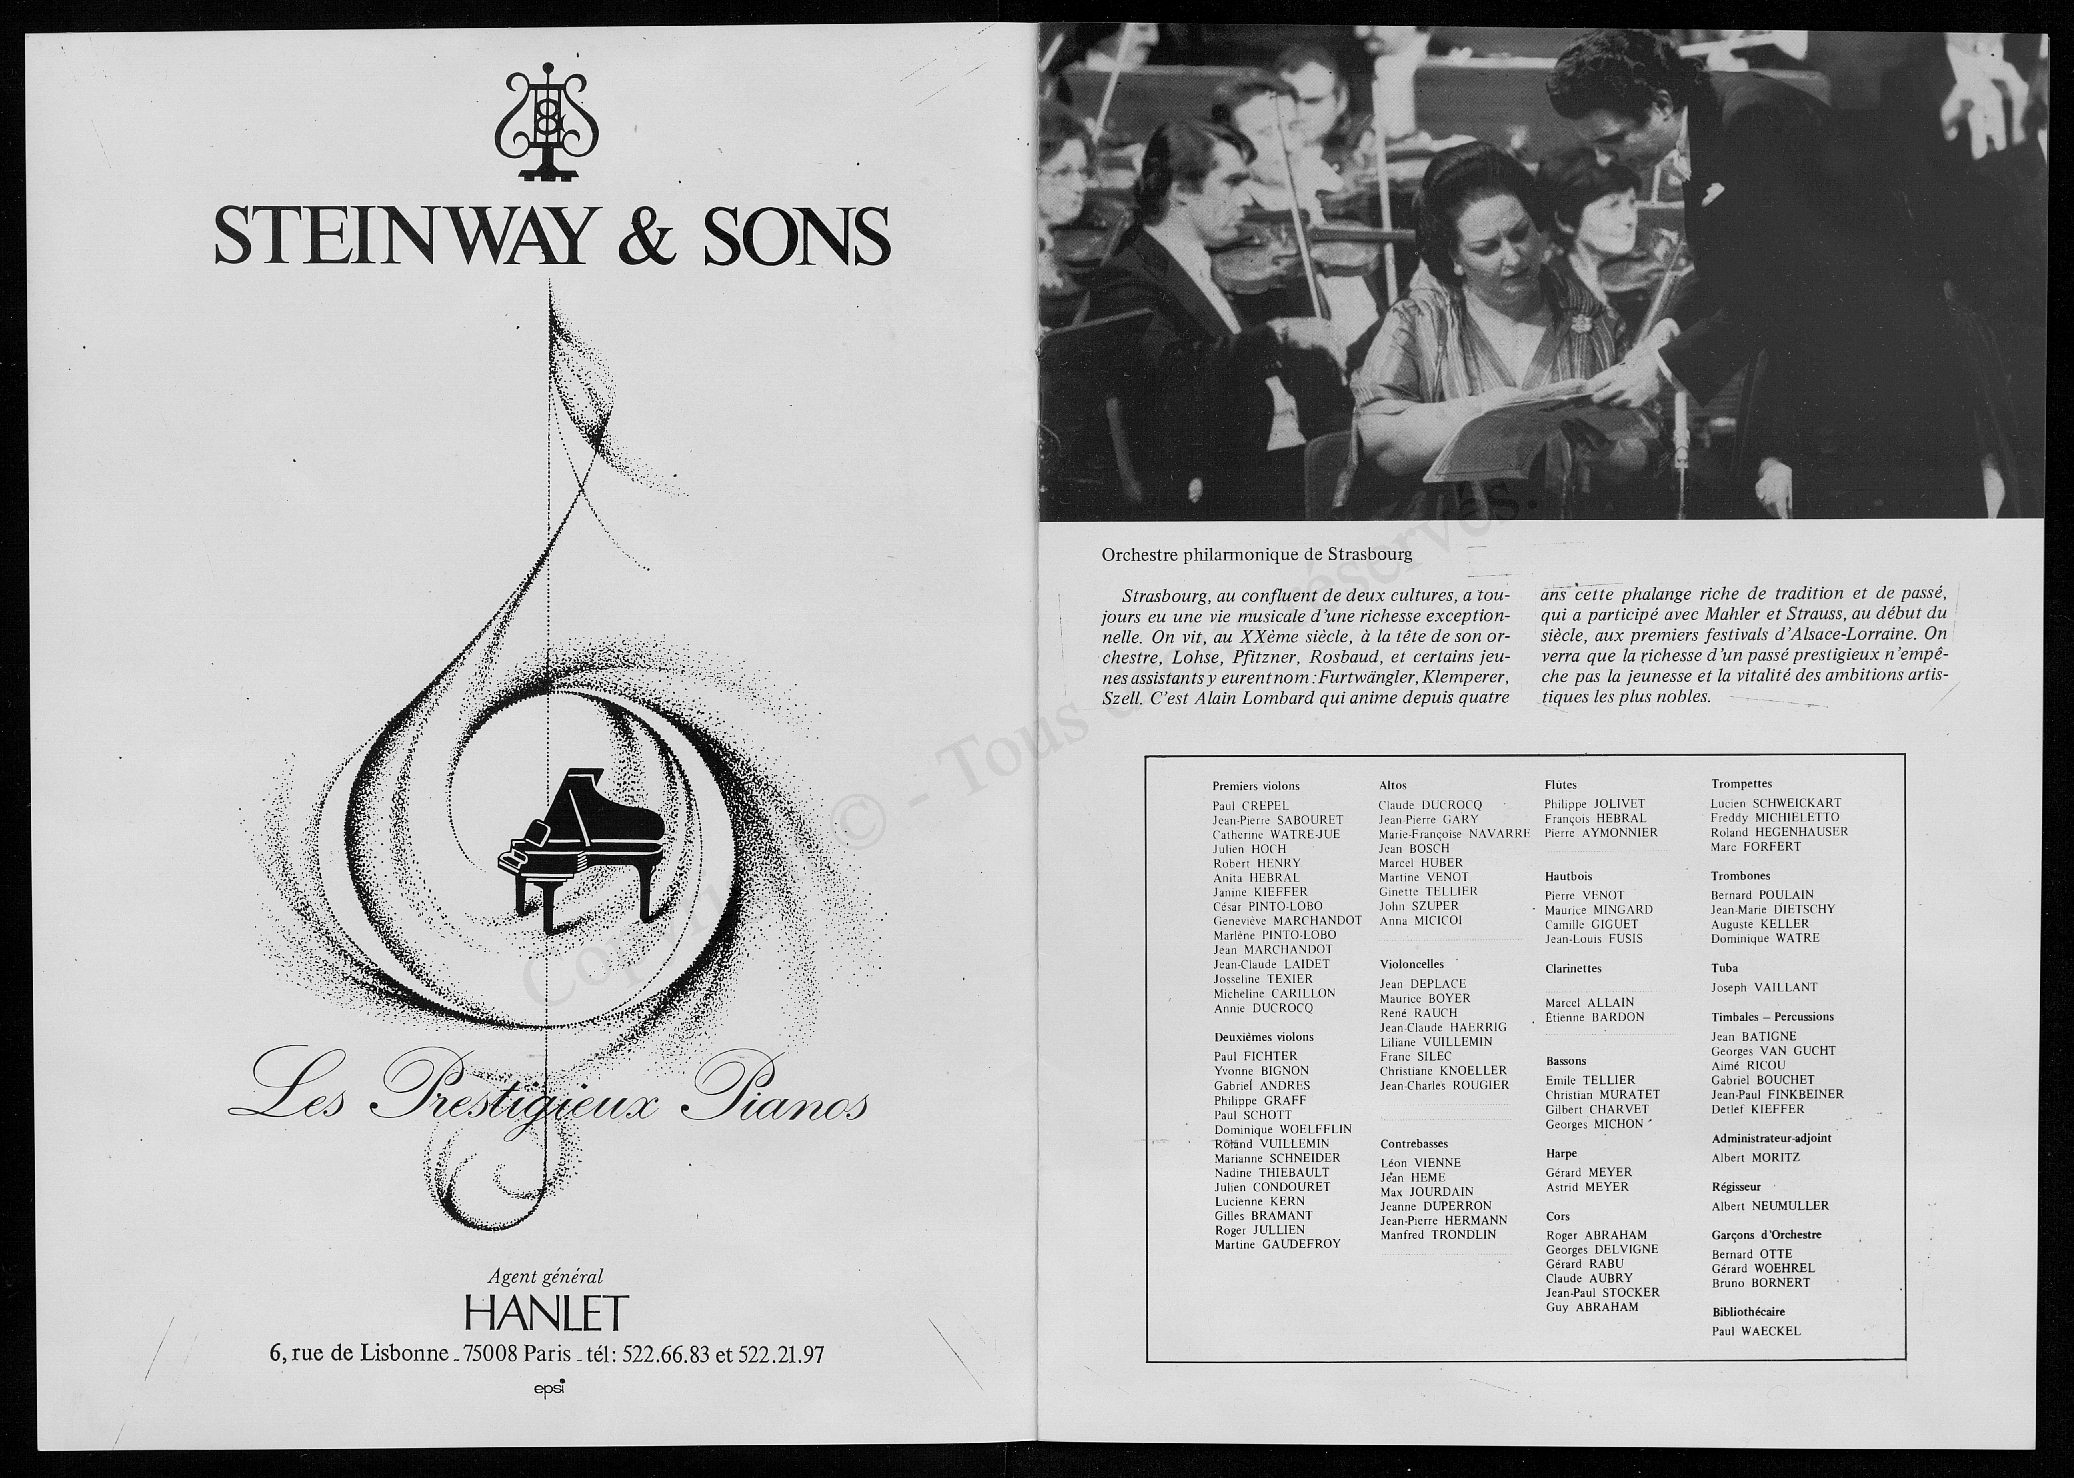 STEINWAY & SONS
Les Prestigieux Pianos
Agent général
HANLET
6, rue de Lisbonne - 75008 Paris - tél: 522.66.83 et 522.21.97
epsi
Orchestre philarmonique de Strasbourg
Strasbourg, au confluent de deux cultures, a tou-
jours eu une vie musicale d'une richesse exception-
nelle. On vit, au XXème siècle, à la tête de son or-
chestre, Lohse, Pfitzner, Rosbaud, et certains jeu-
nes assistants y eurent nom : Furtwängler, Klemperer,
Szell. C'est Alain Lombard qui anime depuis quatre
ans cette phalange riche de tradition et de passé,
qui a participé avec Mahler et Strauss, au début du
siècle, aux premiers festivals d'Alsace-Lorraine. On
verra que la richesse d'un passé prestigieux n'empê-
che pas la jeunesse et la vitalité des ambitions artis-
tiques les plus nobles.
Premiers violons
Paul CREPEL
Jean-Pierre SABOURET
Catherine WATRE-JUE
Julien HOCH
Robert HENRY
Anita HEBRAL
Janine KIEFFER
César PINTO-LOBO
Geneviève MARCHANDOT
Marlène PINTO-LOBO
Jean MARCHANDOT
Jean-Claude LAIDET
Josseline TEXIER
Micheline CARILLON
Annie DUCROCQ
Deuxièmes violons
Paul FICHTER
Yvonne BIGNON
Gabriel ANDRES
Philippe GRAFF
Paul SCHOTT
Dominique WOELFFLIN
Roland VUILLEMIN
Marianne SCHNEIDER
Nadine THIEBAULT
Julien CONDOURET
Lucienne KERN
Gilles BRAMANT
Roger JULLIEN
Martine GAUDEFROY
Altos
Claude DUCROCQ
Jean-Pierre GARY
Marie-Françoise NAVARRE
Jean BOSCH
Marcel HUBER
Martine VENOT
Ginette TELLIER
John SZUPER
Anna MICICOI
Violoncelles
Jean DEPLACE
Maurice BOYER
René RAUCH
Jean-Claude HAERRIG
Liliane VUILLEMIN
Franc SILEC
Christiane KNOELLER
Jean-Charles ROUGIER
Contrebasses
Léon VIENNE
Jean HEME
Max JOURDAIN
Jeanne DUPERRON
Jean-Pierre HERMANN
Manfred TRONDLIN
Flûtes
Philippe JOLIVET
François HEBRAL
Pierre AYMONNIER
Hautbois
Pierre VENOT
Maurice MINGARD
Camille GIGUET
Jean-Louis FUSIS
Clarinettes
Marcel ALLAIN
Étienne BARDON
Bassons
Emile TELLIER
Christian MURATET
Gilbert CHARVET
Georges MICHON
Harpe
Gérard MEYER
Astrid MEYER
Cors
Roger ABRAHAM
Georges DELVIGNE
Gérard RABU
Claude AUBRY
Jean-Paul STOCKER
Guy ABRAHAM
Trompettes
Lucien SCHWEICKART
Freddy MICHIELETTO
Roland HEGENHAUSER
Marc FORFERT
Trombones
Bernard POULAIN
Jean-Marie DIETSCHY
Auguste KELLER
Dominique WATRE
Tuba
Joseph VAILLANT
Timbales – Percussions
Jean BATIGNE
Georges VAN GUCHT
Aimé RICOU
Gabriel BOUCHET
Jean-Paul FINKBEINER
Detlef KIEFFER
Administrateur-adjoint
Albert MORITZ
Régisseur
Albert NEUMULLER
Garçons d'Orchestre
Bernard OTTE
Gérard WOEHREL
Bruno BORNERT
Bibliothécaire
Paul WAECKEL